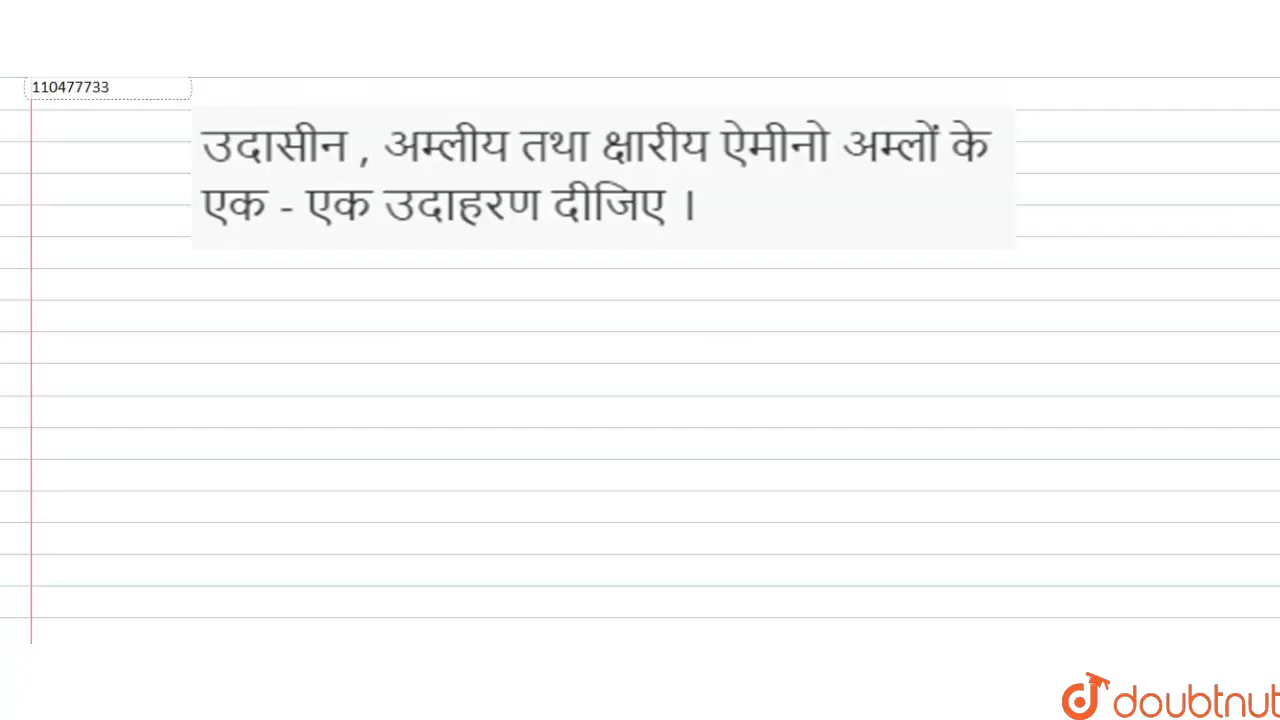 110477733
उदासीन , अम्लीय तथा क्षारीय ऐमीनो अम्लों के
एक - एक उदाहरण दीजिए ।
doubtnut